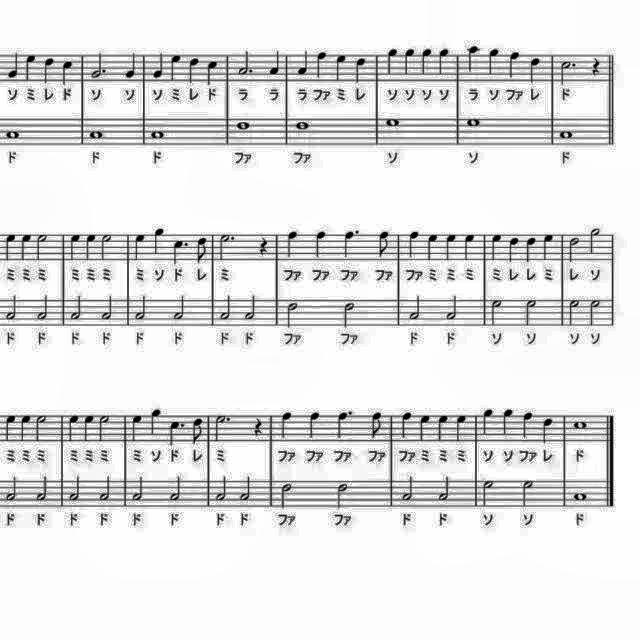 ソ ミ レ ド ソ ソ ソ ミ レ ド ラ ラ ラ ファ ミ レ ソ ソ ソ ソ ラ ソ ファ レ ド
ド ド ド ファ ファ ソ ソ ド
ミ ミ ミ ミ ミ ミ ミ ソ ド レ ミ ファ ファ ファ ファ ファ ミ ミ ミ ミ レ レ ミ レ ソ
ド ド ド ド ド ド ド ド ファ ファ ド ド ソ ソ ソ ソ
ミ ミ ミ ミ ミ ミ ミ ソ ド レ ミ ファ ファ ファ ファ ファ ミ ミ ミ ソ ソ ファ レ ド
ド ド ド ド ド ド ド ド ファ ファ ド ド ソ ソ ド